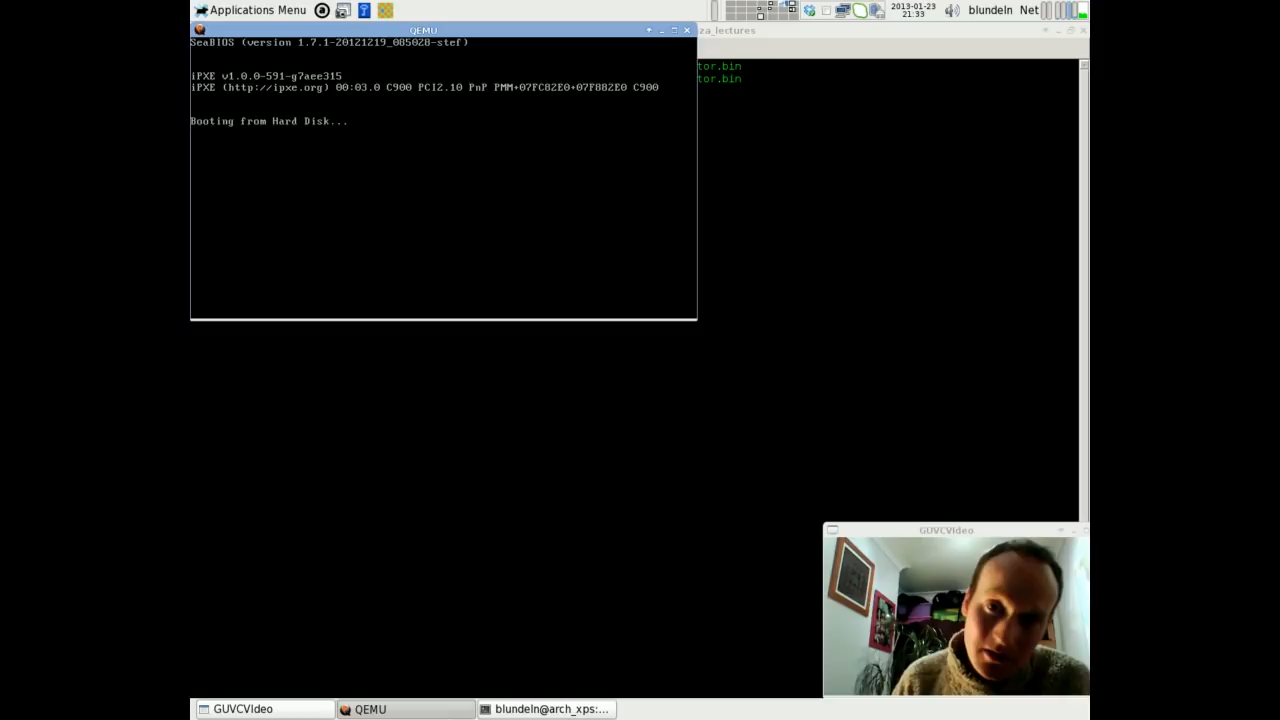 Applications Menu
2013-01-23
21:33
blundeln Net
QEMU
za_lectures
SeaBIOS (version 1.7.1-20121219_085028-stef)
tor.bin
iPXE v1.0.0-591-g7aee315
tor.bin
iPXE (http://ipxe.org) 00:03.0 C900 PCI2.10 PnP PMM+07FC82E0+07F882E0 C900
Booting from Hard Disk...
GUVCVideo
GUVCVIdeo
QEMU
blundeln@arch_xps:...